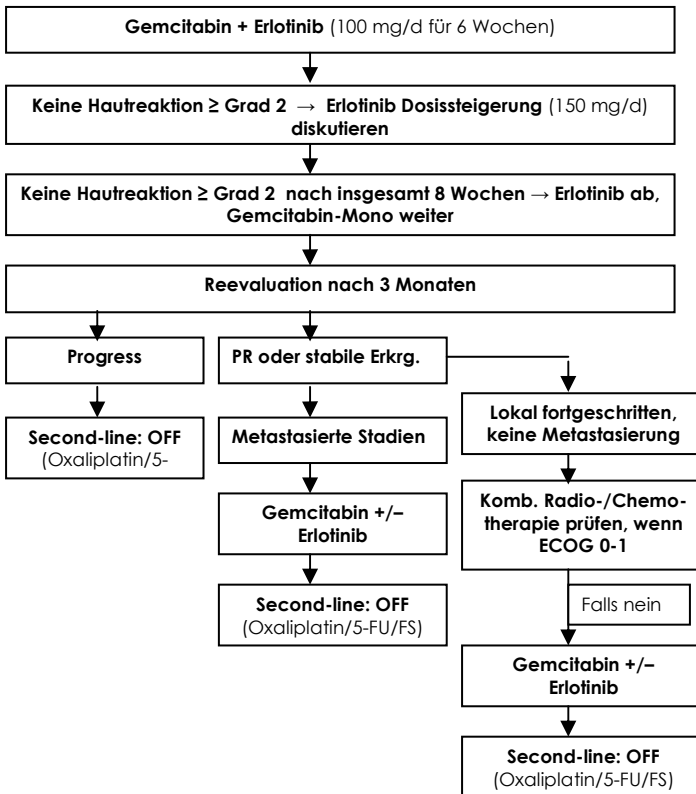 Gemcitabin + Erlotinib (100 mg/d für 6 Wochen)
Keine Hautreaktion ≥ Grad 2 → Erlotinib Dosissteigerung (150 mg/d)
diskutieren
Keine Hautreaktion ≥ Grad 2 nach insgesamt 8 Wochen → Erlotinib ab,
Gemcitabin-Mono weiter
Reevaluation nach 3 Monaten
Progress
Second-line: OFF
(Oxaliplatin/5-
PR oder stabile Erkrg.
Metastasierte Stadien
Gemcitabin +/–
Erlotinib
Second-line: OFF
(Oxaliplatin/5-FU/FS)
Lokal fortgeschritten,
keine Metastasierung
Komb. Radio-/Chemo-
therapie prüfen, wenn
ECOG 0-1
Falls nein
Gemcitabin +/–
Erlotinib
Second-line: OFF
(Oxaliplatin/5-FU/FS)